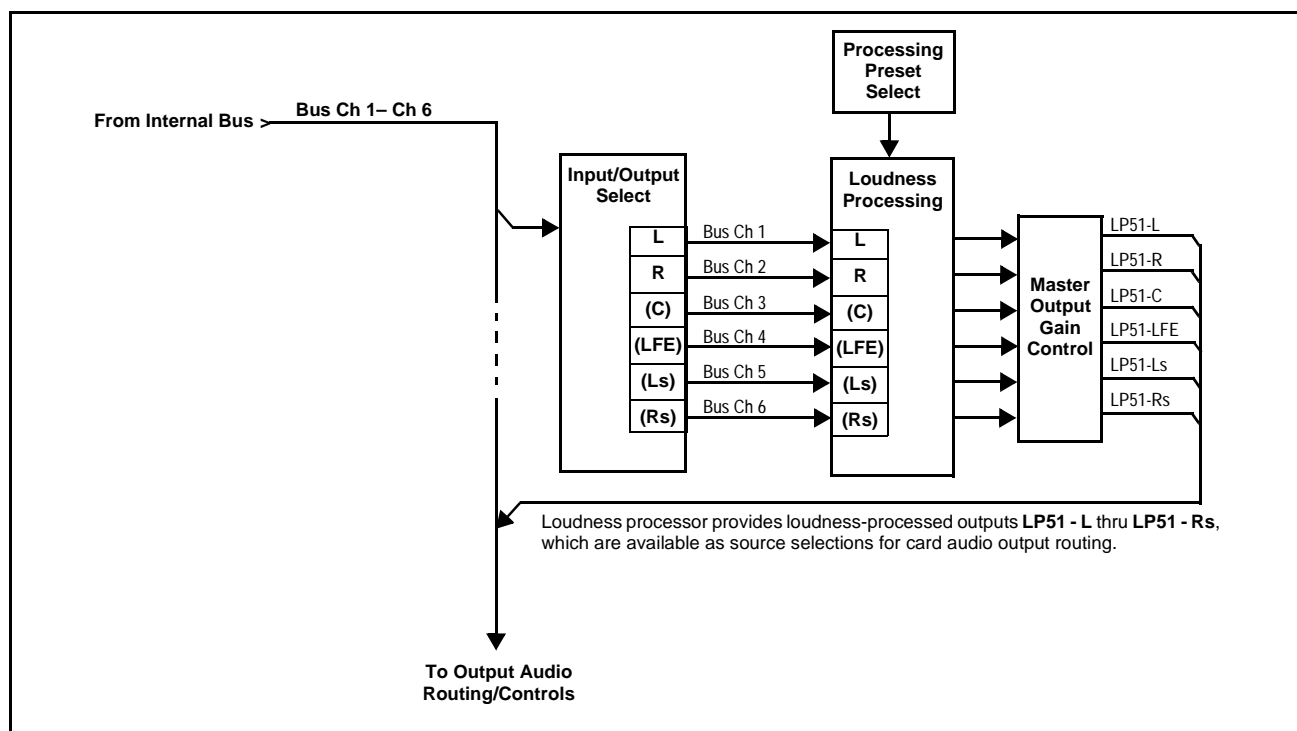 Processing
Preset
Select
Bus Ch 1– Ch 6
From Internal Bus >
Input/Output
Select
Loudness
Processing
L
R
(C)
(LFE)
(Ls)
(Rs)
Bus Ch 1
Bus Ch 2
Bus Ch 3
Bus Ch 4
Bus Ch 5
Bus Ch 6
L
R
(C)
(LFE)
(Ls)
(Rs)
Master
Output
Gain
Control
LP51-L
LP51-R
LP51-C
LP51-LFE
LP51-Ls
LP51-Rs
Loudness processor provides loudness-processed outputs LP51 - L thru LP51 - Rs,
which are available as source selections for card audio output routing.
To Output Audio
Routing/Controls